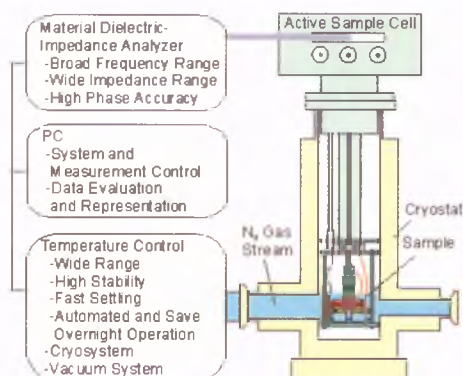 Material Dielectric-
Impedance Analyzer
-Broad Frequency Range
-Wide Impedance Range
-High Phase Accuracy
PC
-System and
Measurement Control
-Data Evaluation
and Representation
Temperature Control
-Wide Range
-High Stability
-Fast Settling
-Automated and Save
Overnight Operation
-Cryosystem
-Vacuum System
Active Sample Cell
Cryostat
N₂ Gas
Stream
Sample